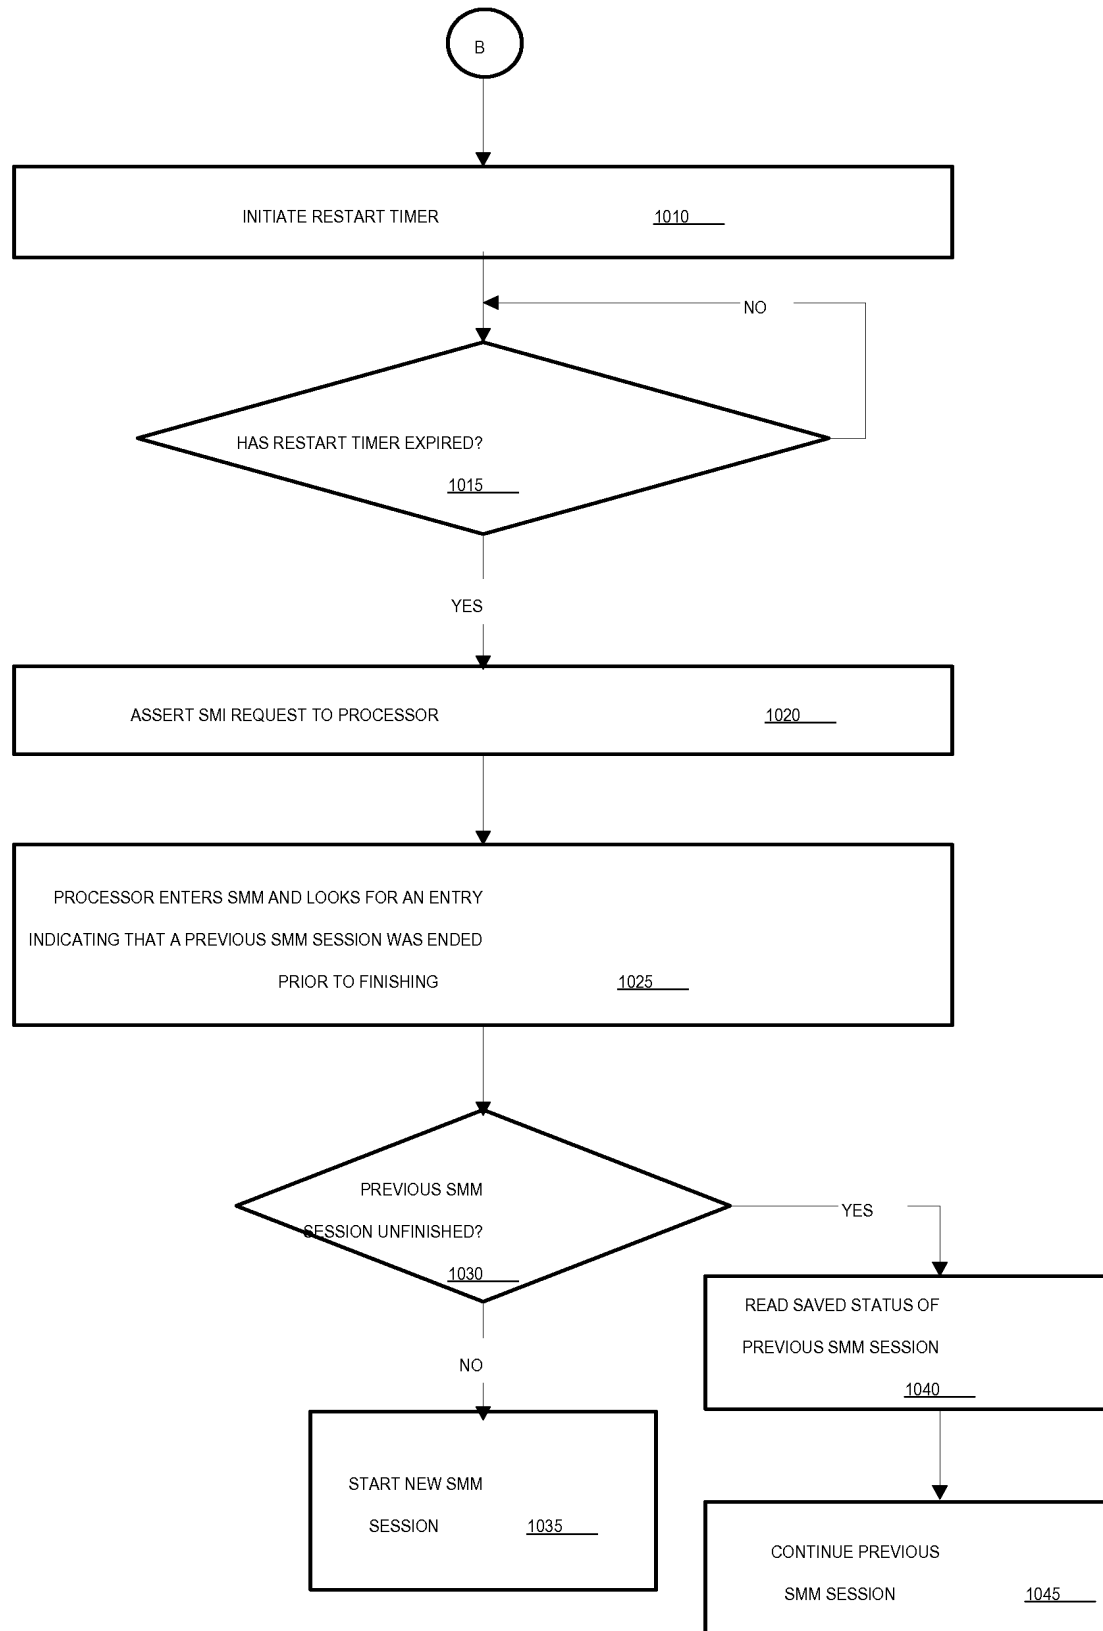 B
INITIATE RESTART TIMER 1010
NO
HAS RESTART TIMER EXPIRED?
1015
YES
ASSERT SMI REQUEST TO PROCESSOR 1020
PROCESSOR ENTERS SMM AND LOOKS FOR AN ENTRY
INDICATING THAT A PREVIOUS SMM SESSION WAS ENDED
PRIOR TO FINISHING 1025
PREVIOUS SMM
SESSION UNFINISHED?
1030
YES
READ SAVED STATUS OF
PREVIOUS SMM SESSION
1040
NO
START NEW SMM
SESSION 1035
CONTINUE PREVIOUS
SMM SESSION 1045